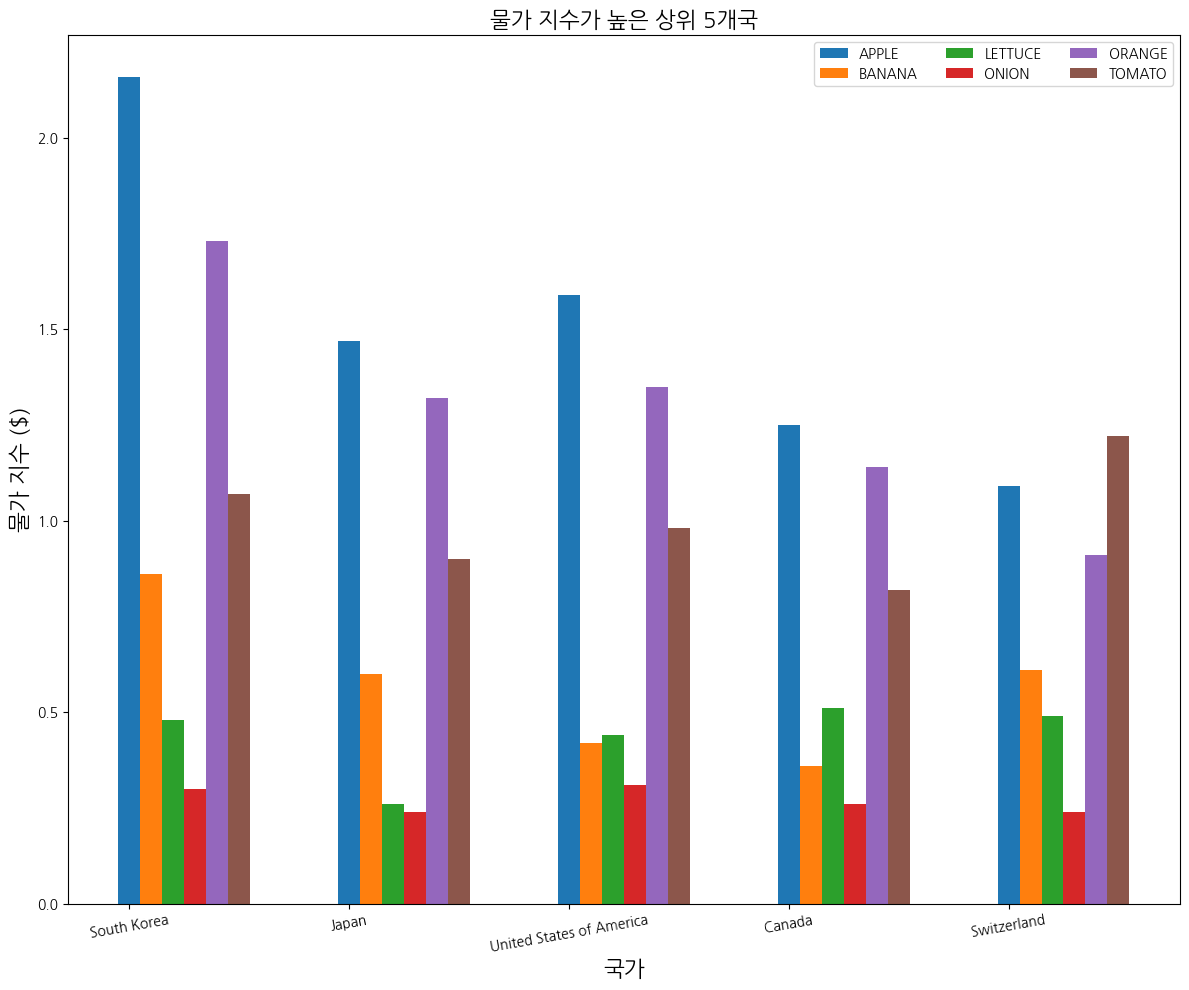 물가 지수가 높은 상위 5개국
APPLE
BANANA
LETTUCE
ONION
ORANGE
TOMATO
물가 지수 ($)
2.0
1.5
1.0
0.5
0.0
South Korea
Japan
United States of America
Canada
Switzerland
국가